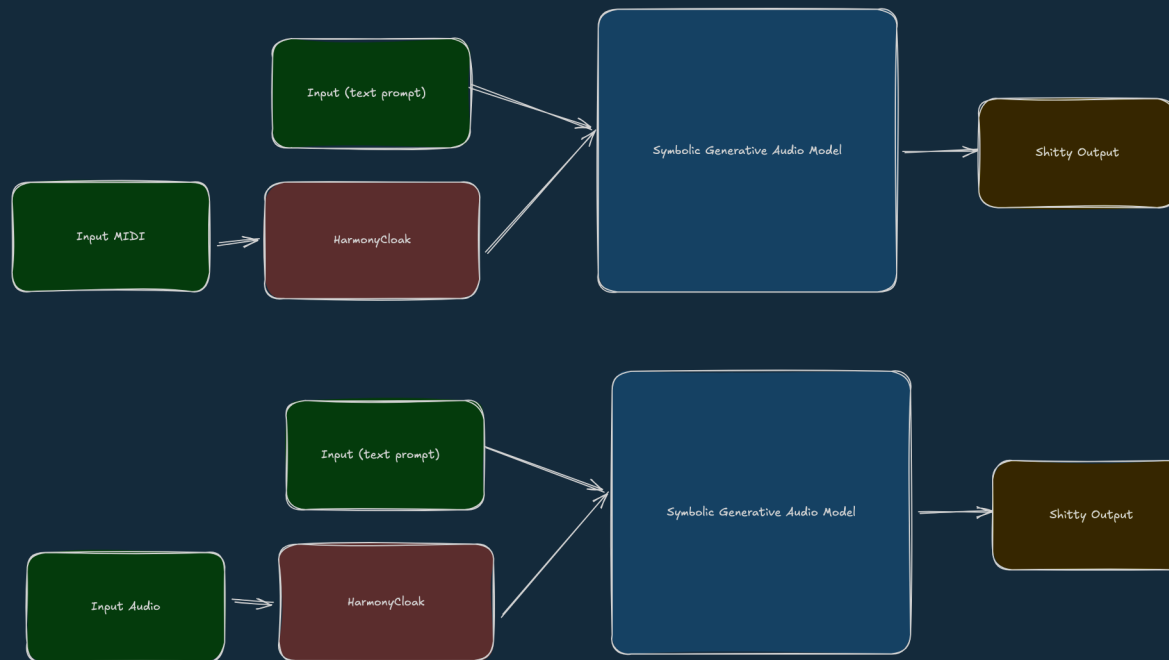 Input (text prompt)
Symbolic Generative Audio Model
Shitty Output
Input MIDI
HarmonyCloak
Input (text prompt)
Symbolic Generative Audio Model
Shitty Output
Input Audio
HarmonyCloak